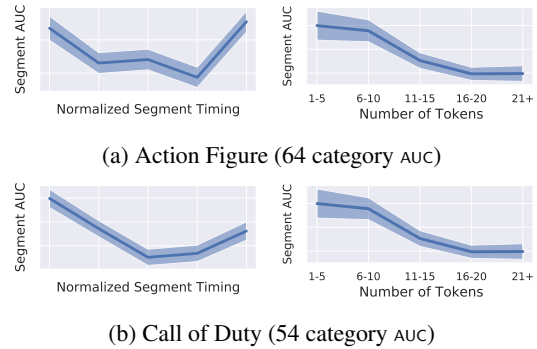 Segment AUC
Normalized Segment Timing
Segment AUC
1-5 6-10 11-15 16-20 21+
Number of Tokens
(a) Action Figure (64 category AUC)
Segment AUC
Normalized Segment Timing
Segment AUC
1-5 6-10 11-15 16-20 21+
Number of Tokens
(b) Call of Duty (54 category AUC)